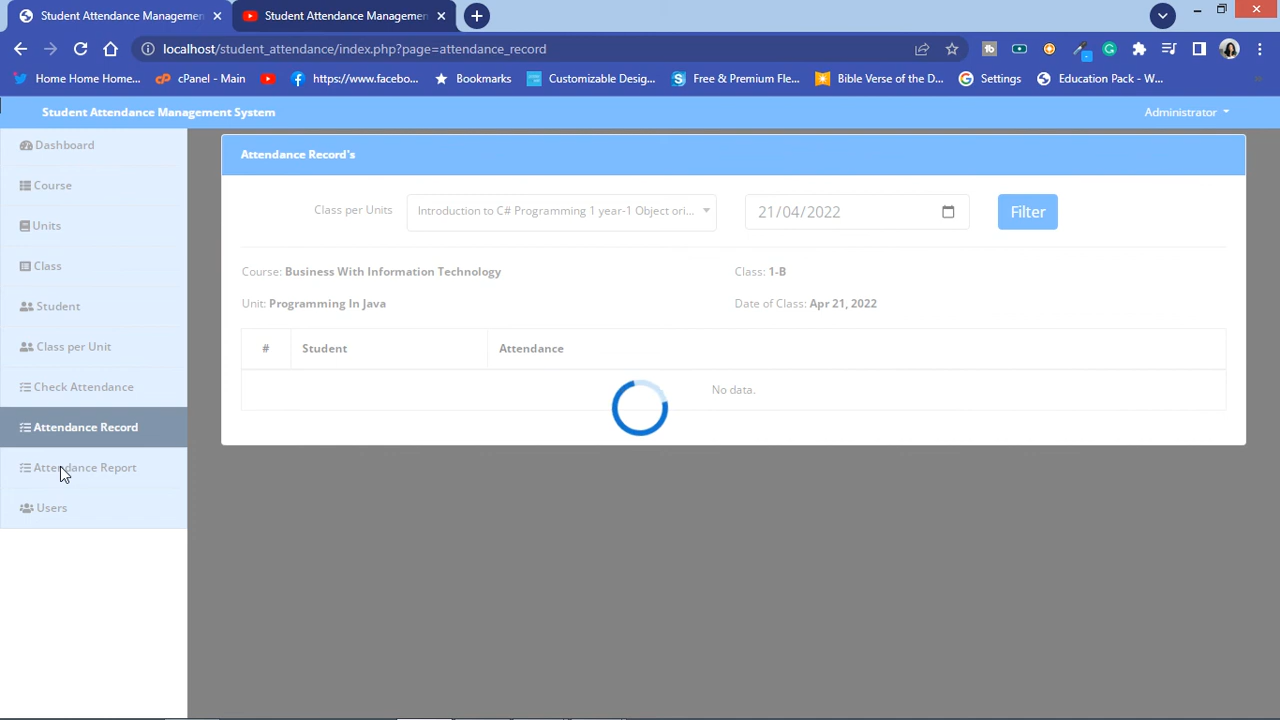 Student Attendance Managemen
Student Attendance Managemen
localhost/student_attendance/index.php?page=attendance_record
Home Home Home...
cPanel - Main
https://www.facebo...
Bookmarks
Customizable Desig...
Free & Premium Fle...
Bible Verse of the D...
Settings
Education Pack - W...
Student Attendance Management System
Administrator
Dashboard
Course
Units
Class
Student
Class per Unit
Check Attendance
Attendance Record
Attendance Report
Users
Attendance Record's
Class per Units
Introduction to C# Programming 1 year-1 Object ori...
21/04/2022
Filter
Course: Business With Information Technology
Class: 1-B
Unit: Programming In Java
Date of Class: Apr 21, 2022
# Student Attendance
No data.